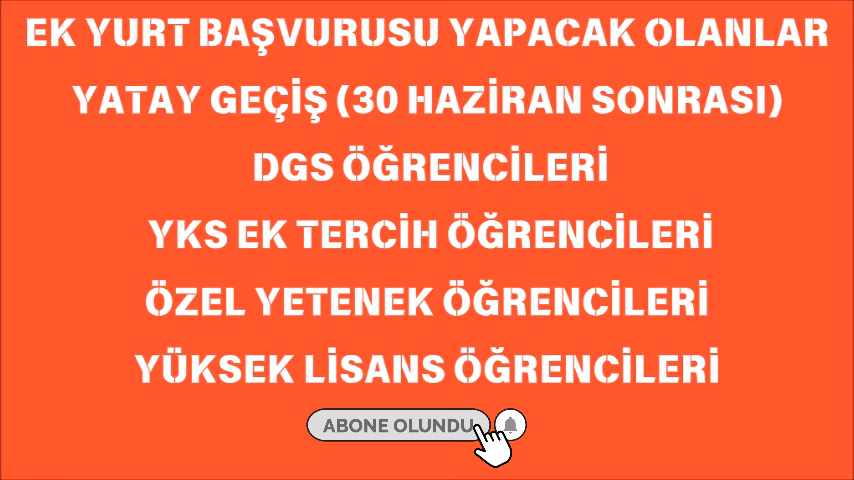 EK YURT BAŞVURUSU YAPACAK OLANLAR
YATAY GEÇİŞ (30 HAZİRAN SONRASI)
DGS ÖĞRENCİLERİ
YKS EK TERCİH ÖĞRENCİLERİ
ÖZEL YETENEK ÖĞRENCİLERİ
YÜKSEK LİSANS ÖĞRENCİLERİ
ABONE OLUNDU